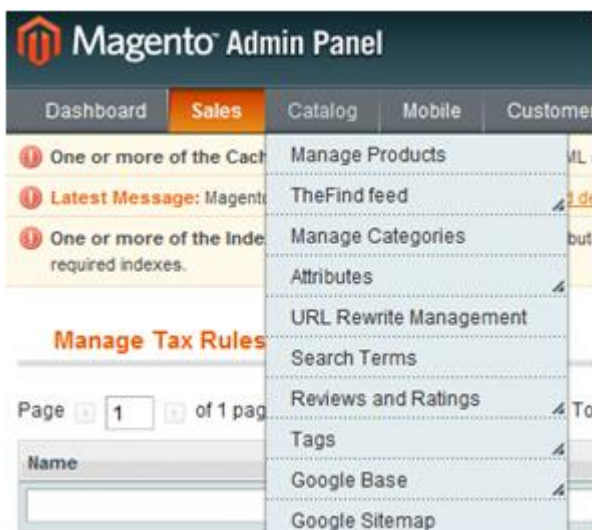 Magento Admin Panel
Dashboard Sales Catalog Mobile Customer
One or more of the Cach
Latest Message: Magento
One or more of the Inde
required indexes.
Manage Products
TheFind feed
Manage Categories
Attributes
URL Rewrite Management
Search Terms
Reviews and Ratings
Tags
Google Base
Google Sitemap
Manage Tax Rules
Page 1 of 1 pag
To
Name